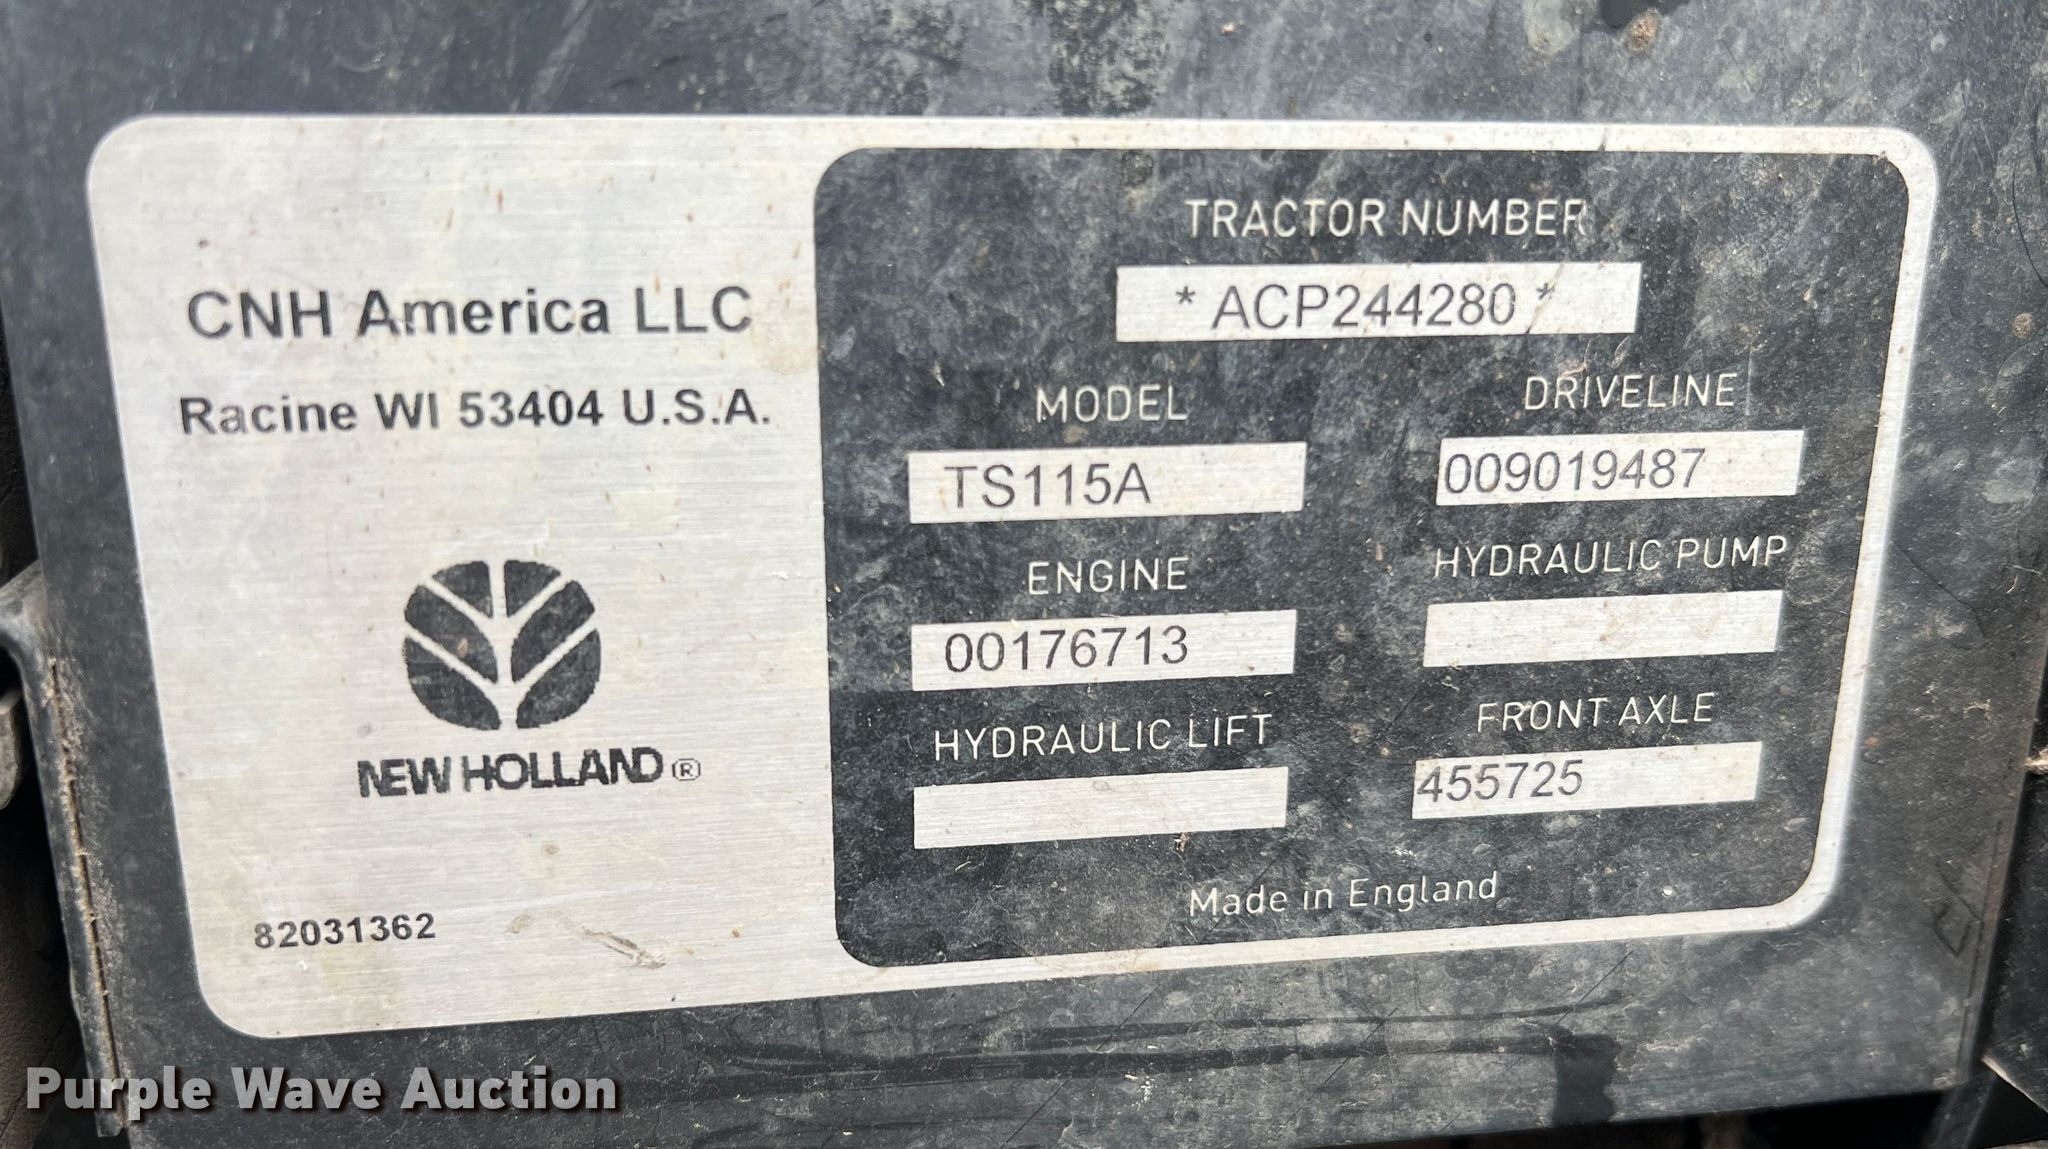 CNH America LLC
Racine WI 53404 U.S.A.
NEW HOLLAND®
82031362
TRACTOR NUMBER
* ACP244280 *
MODEL
TS115A
DRIVELINE
009019487
ENGINE
00176713
HYDRAULIC PUMP
HYDRAULIC LIFT
FRONT AXLE
455725
Made in England
Purple Wave Auction